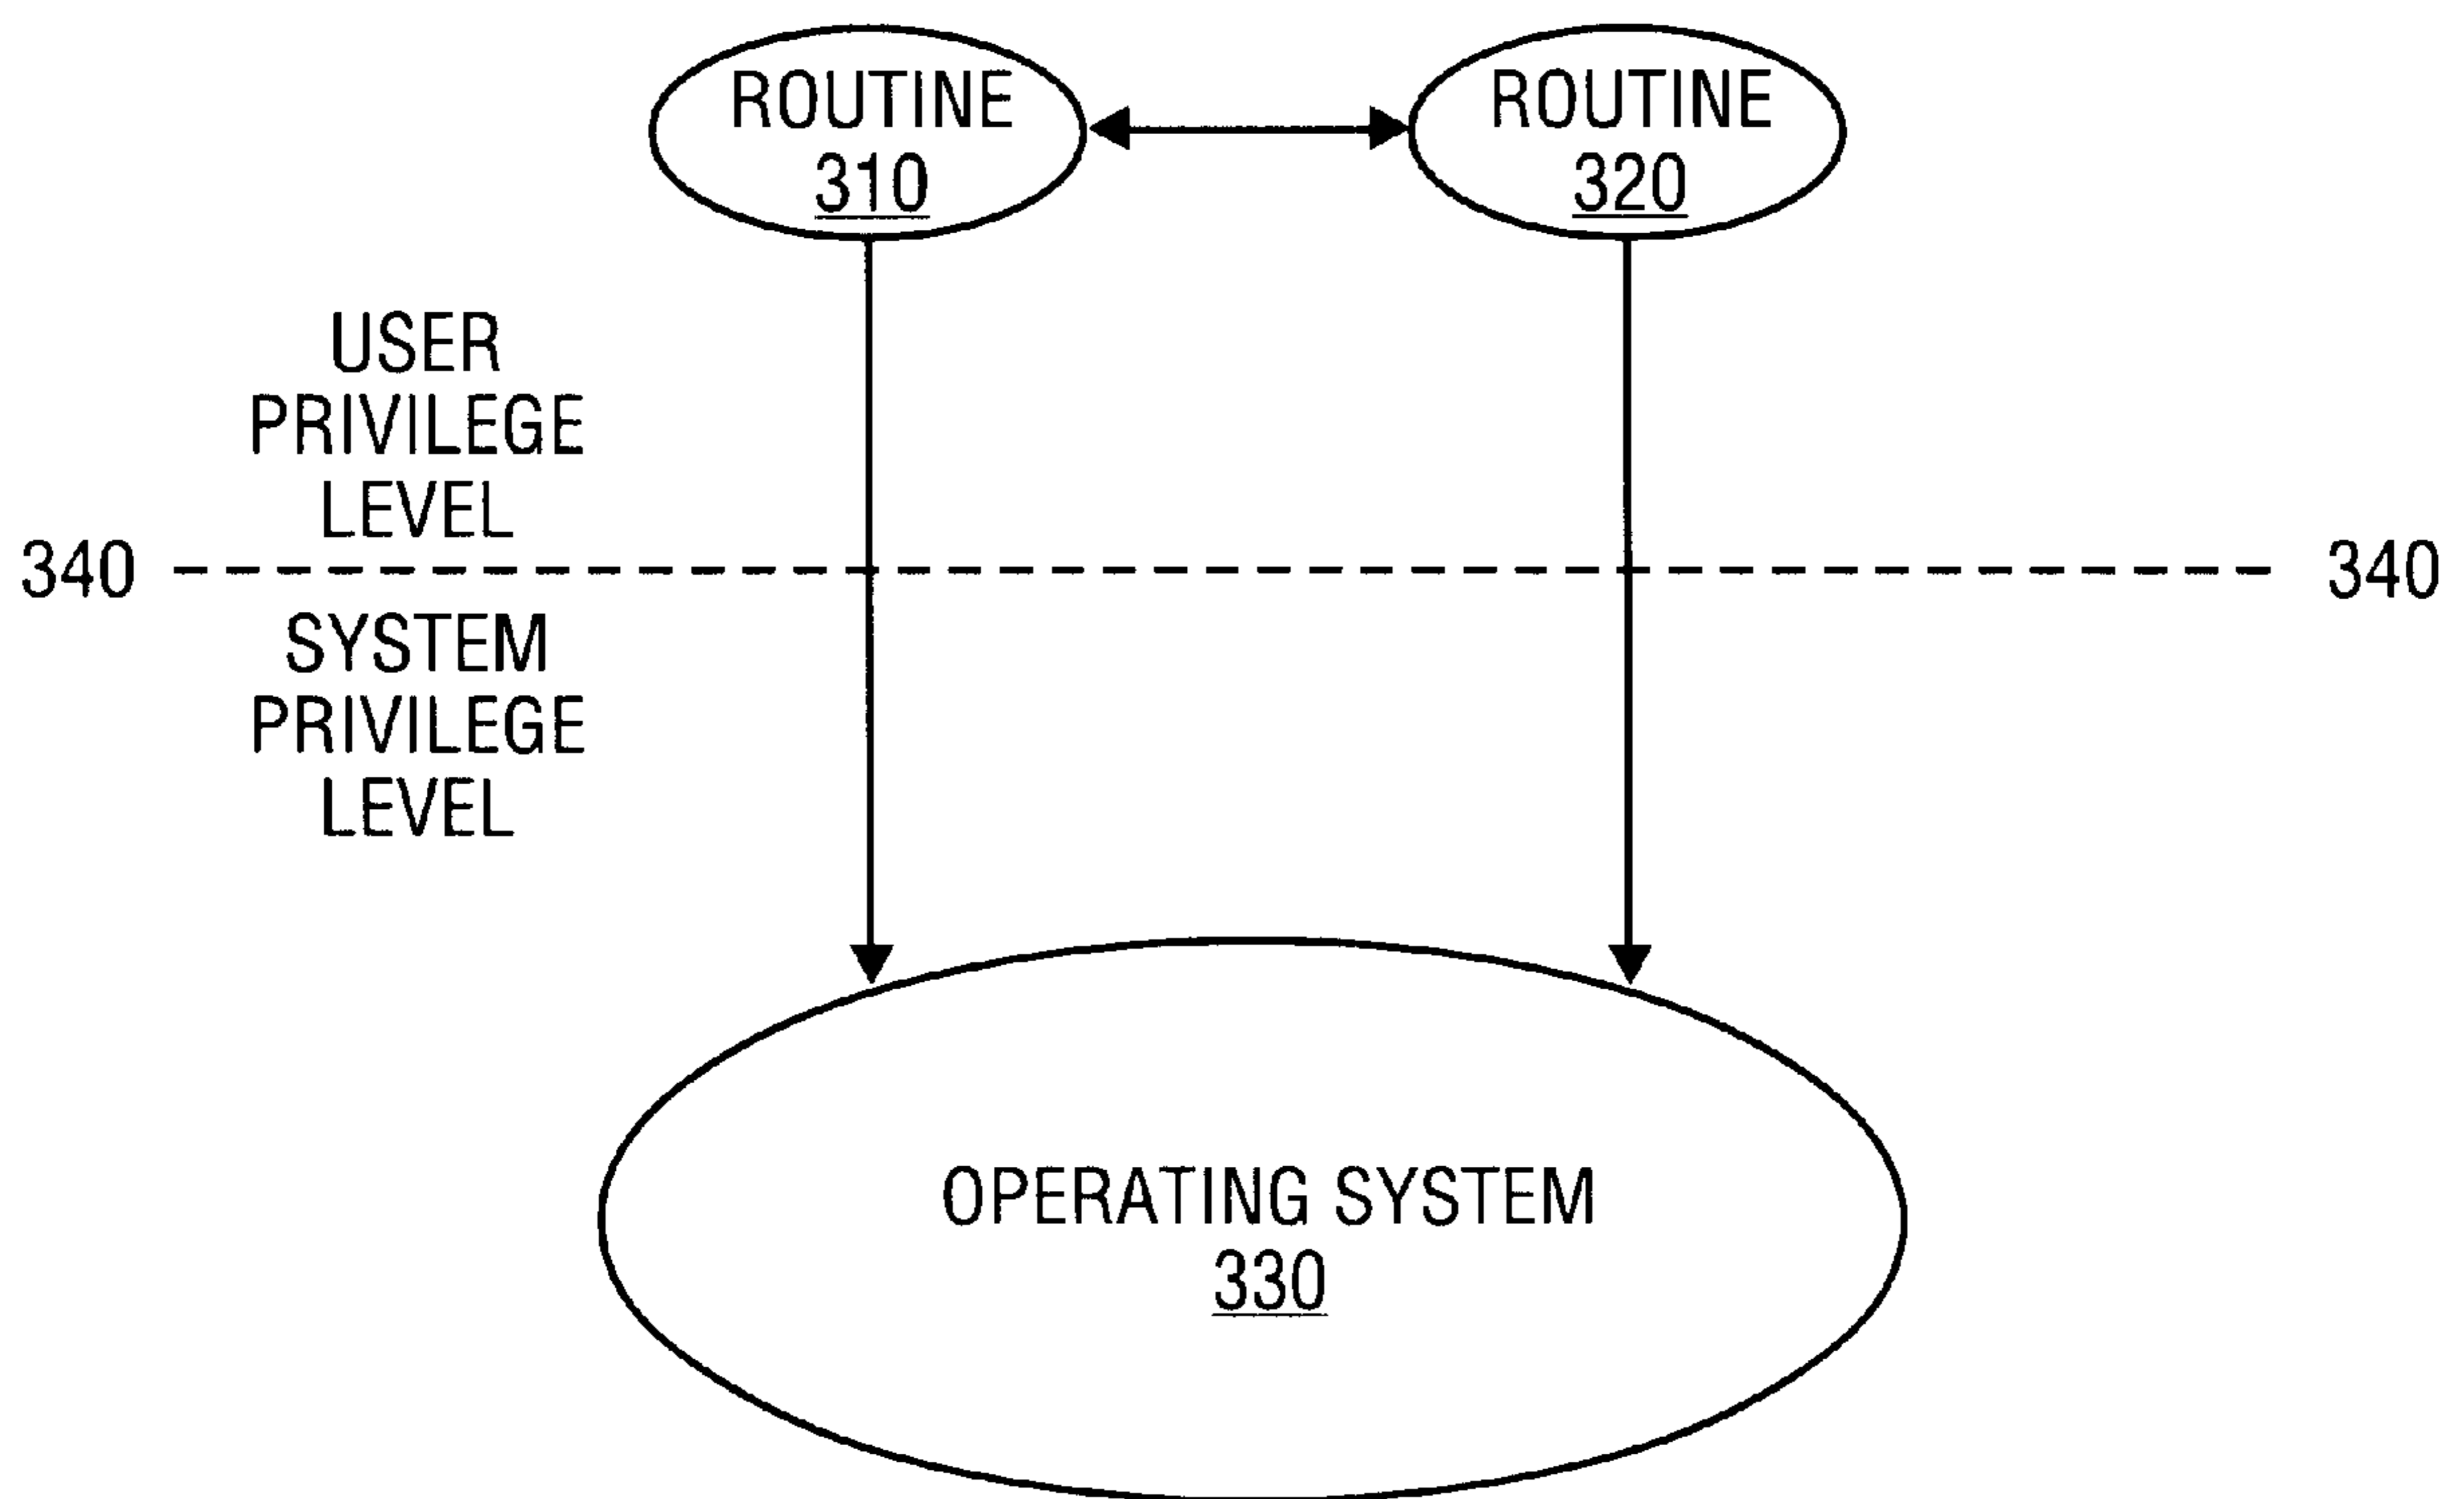 ROUTINE
310
ROUTINE
320
USER
PRIVILEGE
LEVEL
340
340
SYSTEM
PRIVILEGE
LEVEL
OPERATING SYSTEM
330